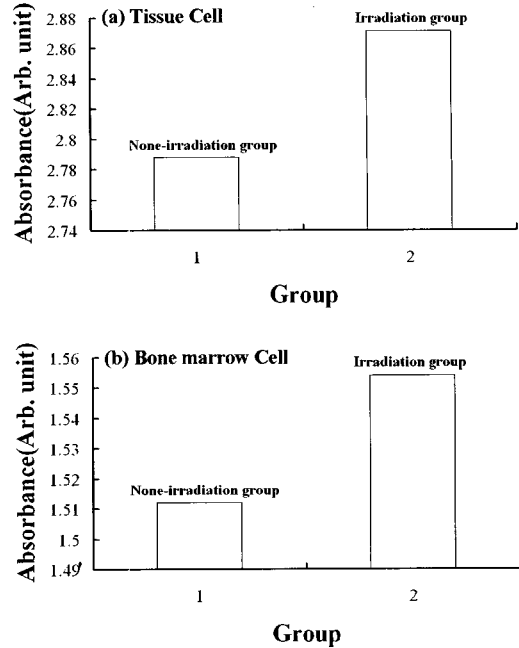 (a) Tissue Cell
Irradiation group
None-irradiation group
Absorbance(Arb. unit)
2.88
2.86
2.84
2.82
2.8
2.78
2.76
2.74
1
2
Group
(b) Bone marrow Cell
Irradiation group
None-irradiation group
Absorbance(Arb. unit)
1.56
1.55
1.54
1.53
1.52
1.51
1.5
1.49
1
2
Group